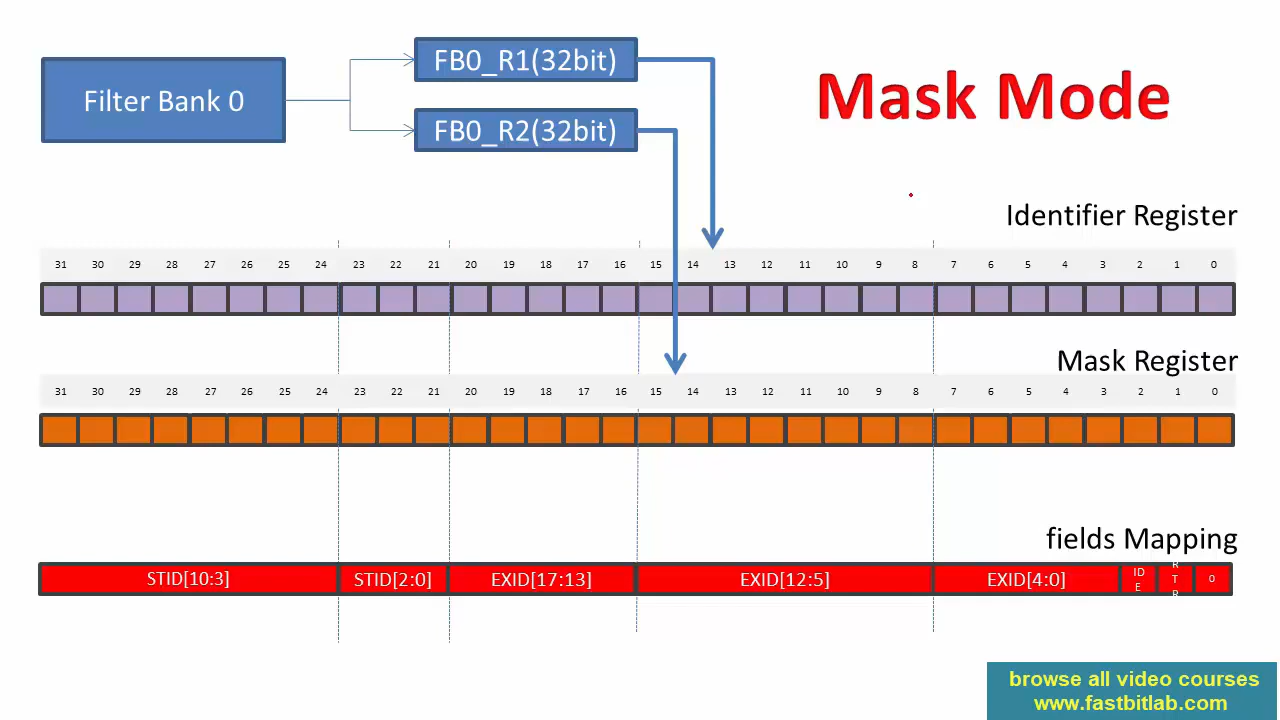 FB0_R1(32bit)
Mask Mode
Filter Bank 0
FB0_R2(32bit)
Identifier Register
31 30 29 28 27 26 25 24 23 22 21 20 19 18 17 16 15 14 13 12 11 10 9 8 7 6 5 4 3 2 1 0
Mask Register
31 30 29 28 27 26 25 24 23 22 21 20 19 18 17 16 15 14 13 12 11 10 9 8 7 6 5 4 3 2 1 0
fields Mapping
STID[10:3] STID[2:0] EXID[17:13] EXID[12:5] EXID[4:0] IDE RTR 0
browse all video courses
www.fastbitlab.com